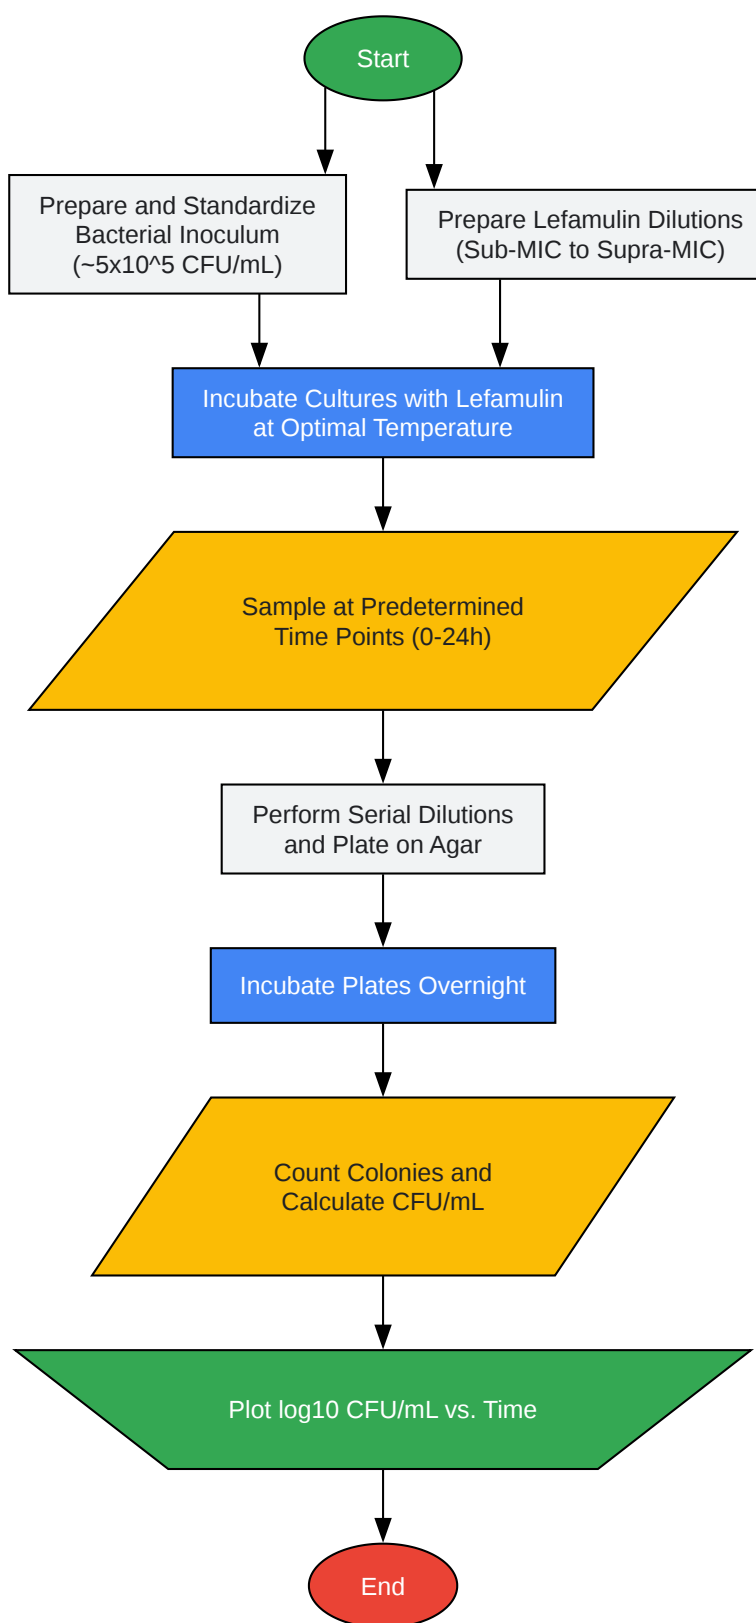 Start
Prepare and Standardize
Bacterial Inoculum
(~5x10^5 CFU/mL)
Prepare Lefamulin Dilutions
(Sub-MIC to Supra-MIC)
Incubate Cultures with Lefamulin
at Optimal Temperature
Sample at Predetermined
Time Points (0-24h)
Perform Serial Dilutions
and Plate on Agar
Incubate Plates Overnight
Count Colonies and
Calculate CFU/mL
Plot log10 CFU/mL vs. Time
End